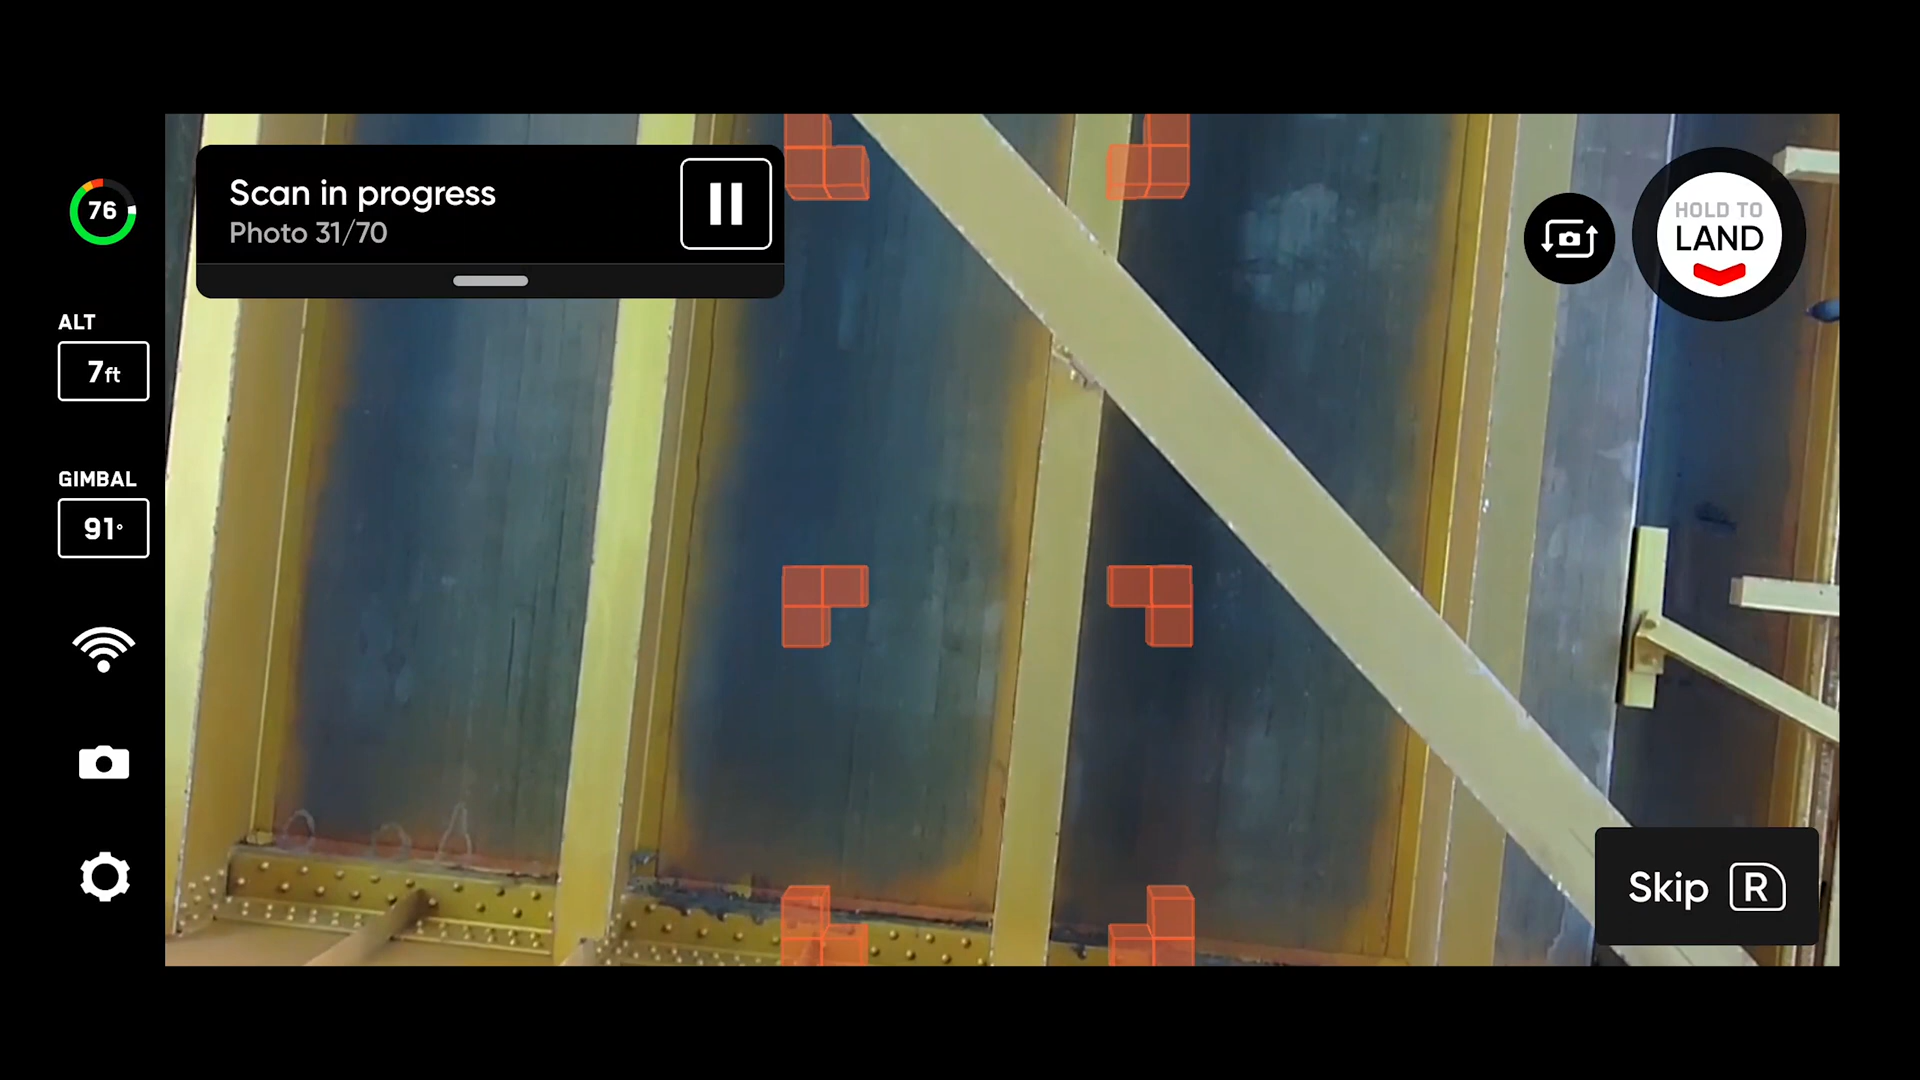 Scan in progress
Photo 31/70
76
ALT
7ft
GIMBAL
91°
HOLD TO
LAND
Skip R